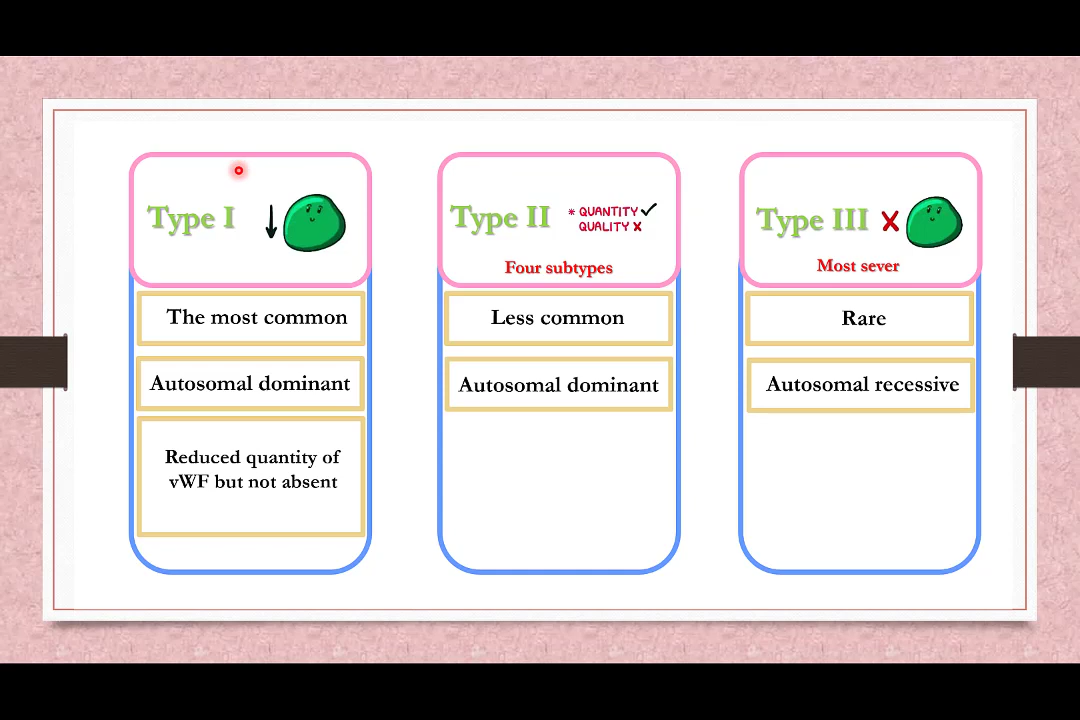 Type I
The most common
Autosomal dominant
Reduced quantity of
vWF but not absent
Type II
* QUANTITY ✓
QUALITY ✗
Four subtypes
Less common
Autosomal dominant
Type III ✗
Most sever
Rare
Autosomal recessive